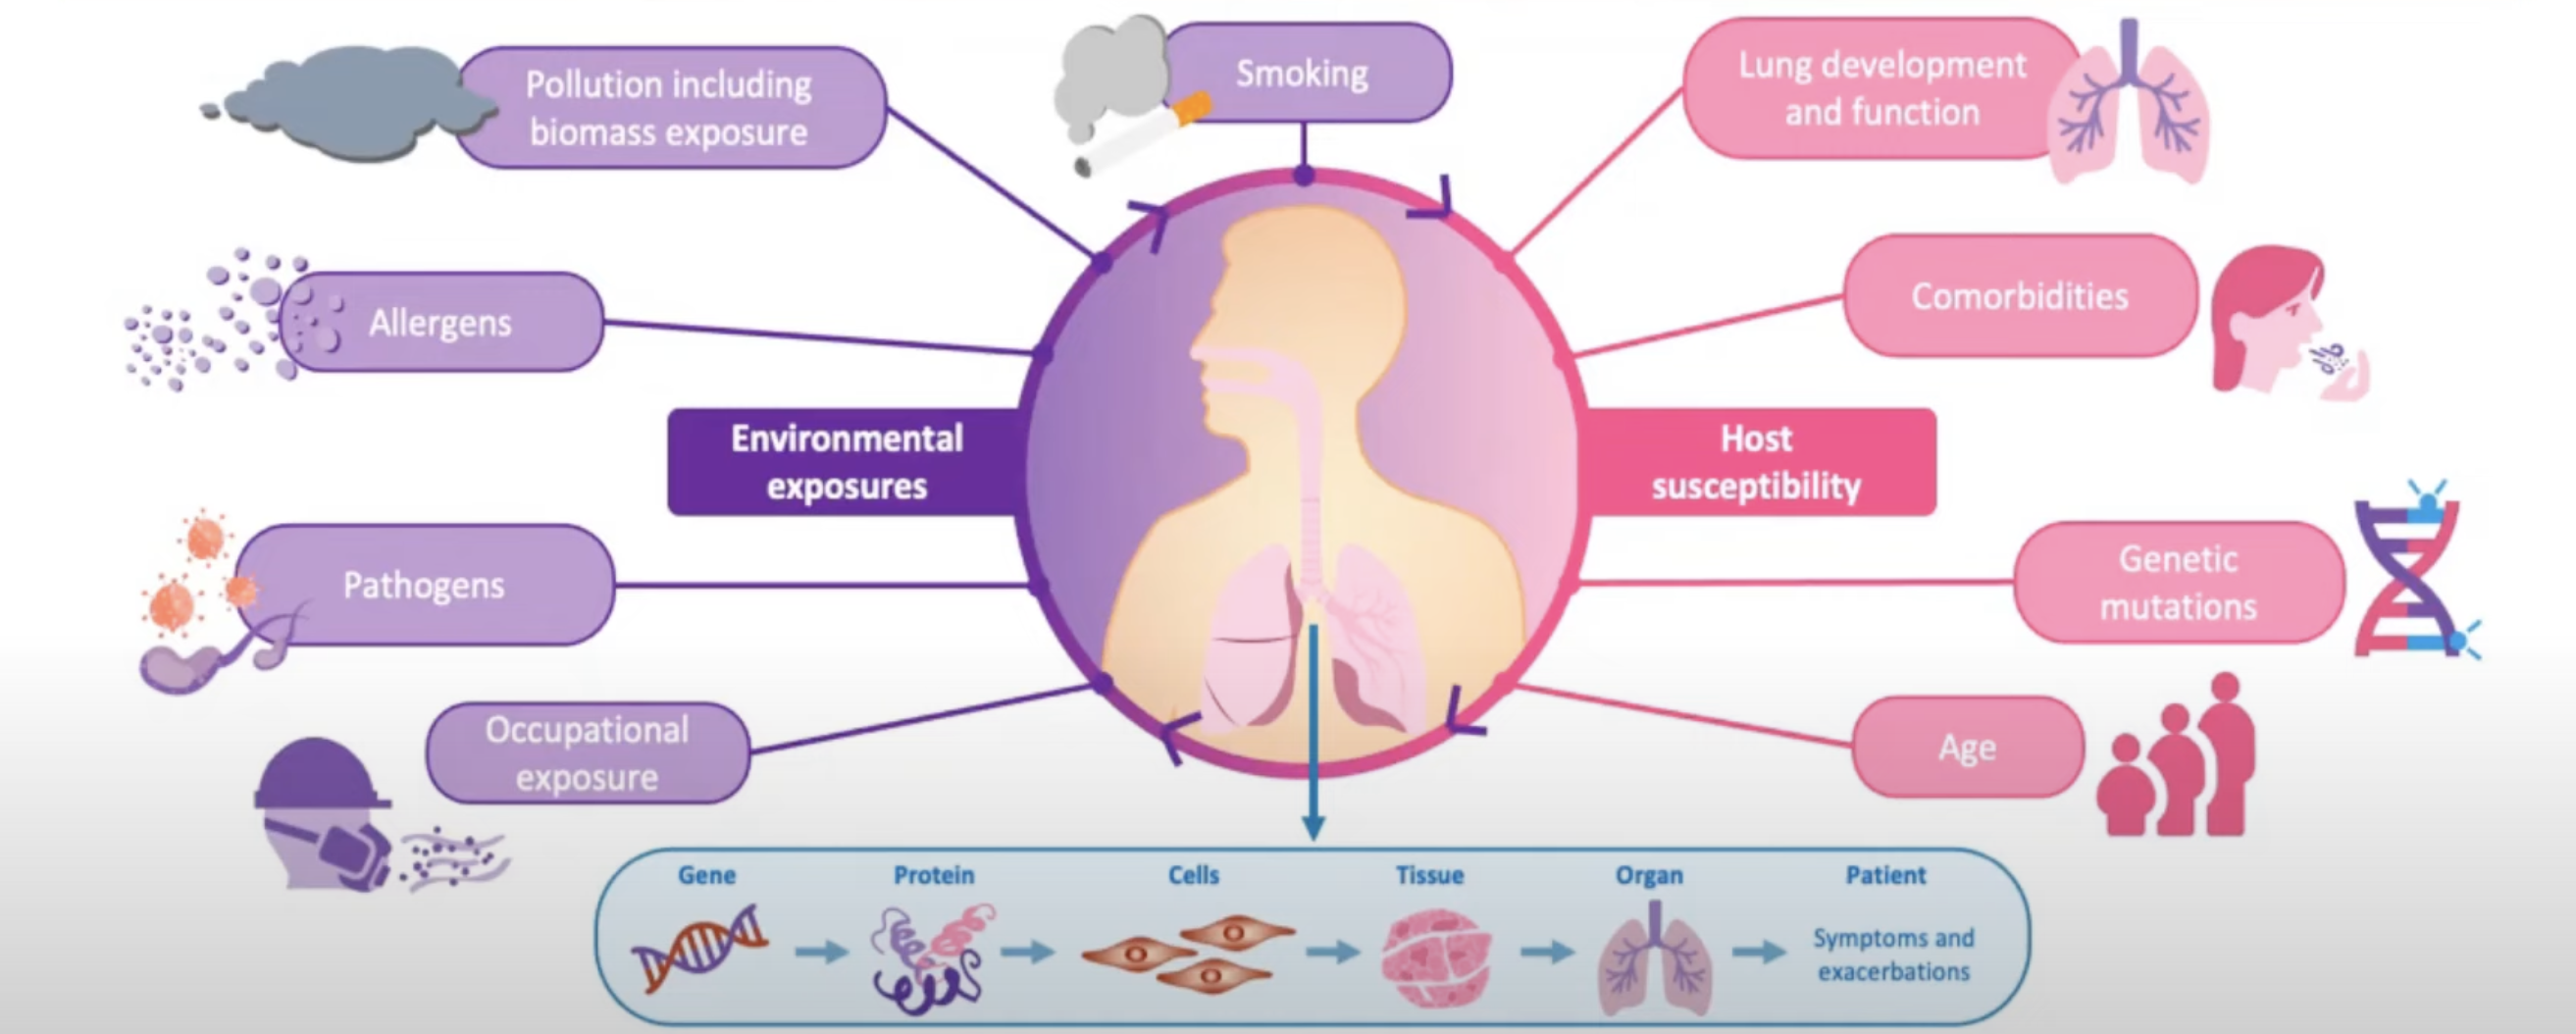 Pollution including
biomass exposure
Smoking
Lung development
and function
Allergens
Comorbidities
Environmental
exposures
Host
susceptibility
Pathogens
Genetic
mutations
Occupational
exposure
Age
Gene
Protein
Cells
Tissue
Organ
Patient
Symptoms and
exacerbations